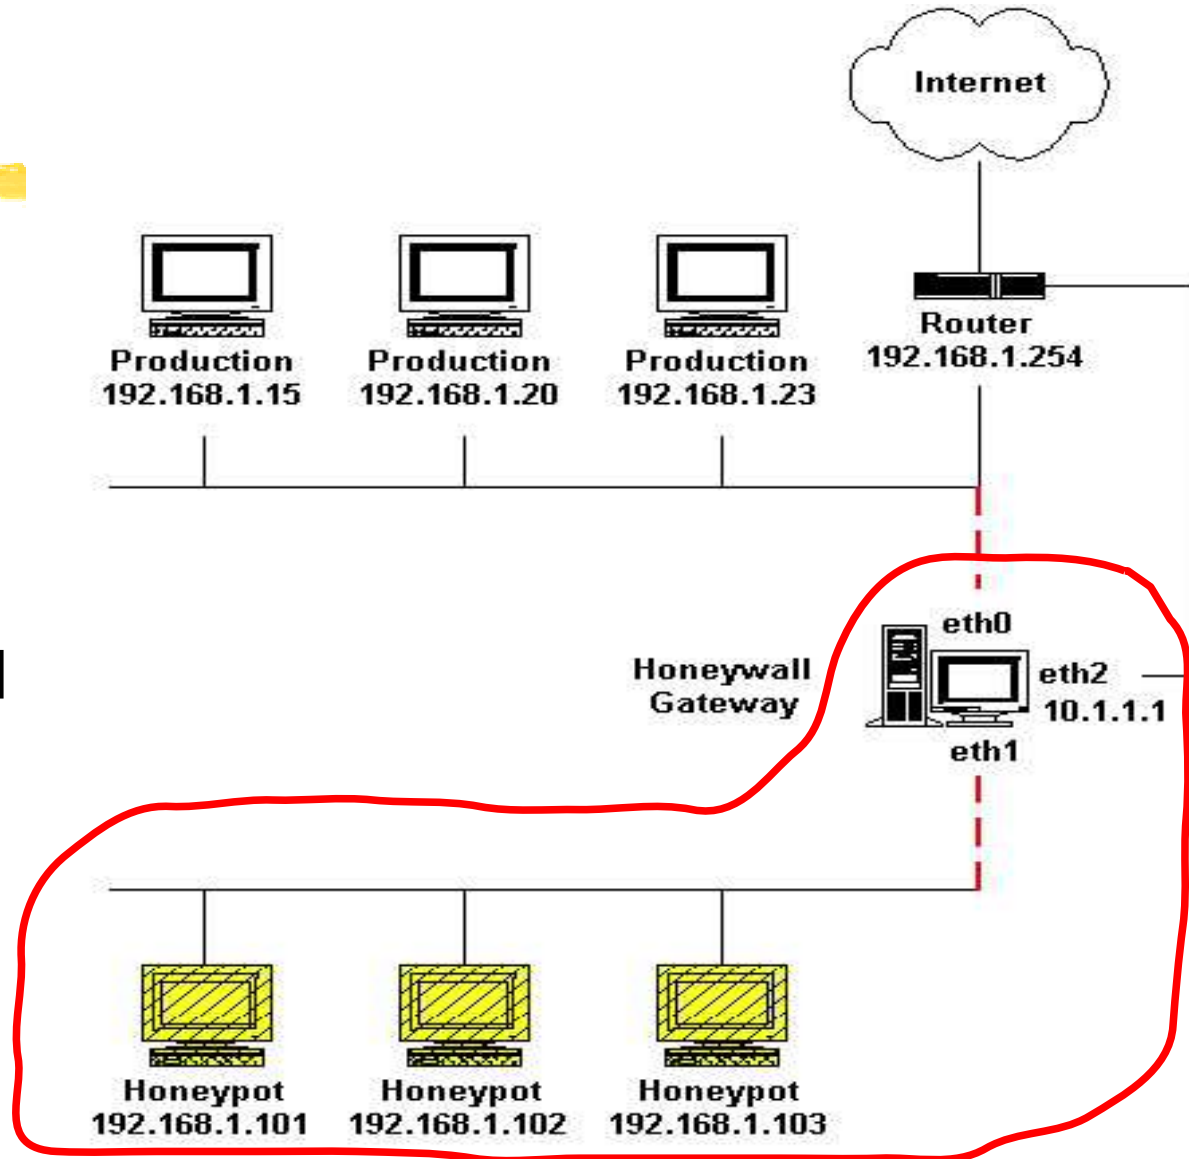 Internet
Router
192.168.1.254
Production
192.168.1.15
Production
192.168.1.20
Production
192.168.1.23
Honeywall
Gateway
eth0
eth2
10.1.1.1
eth1
Honeypot
192.168.1.101
Honeypot
192.168.1.102
Honeypot
192.168.1.103